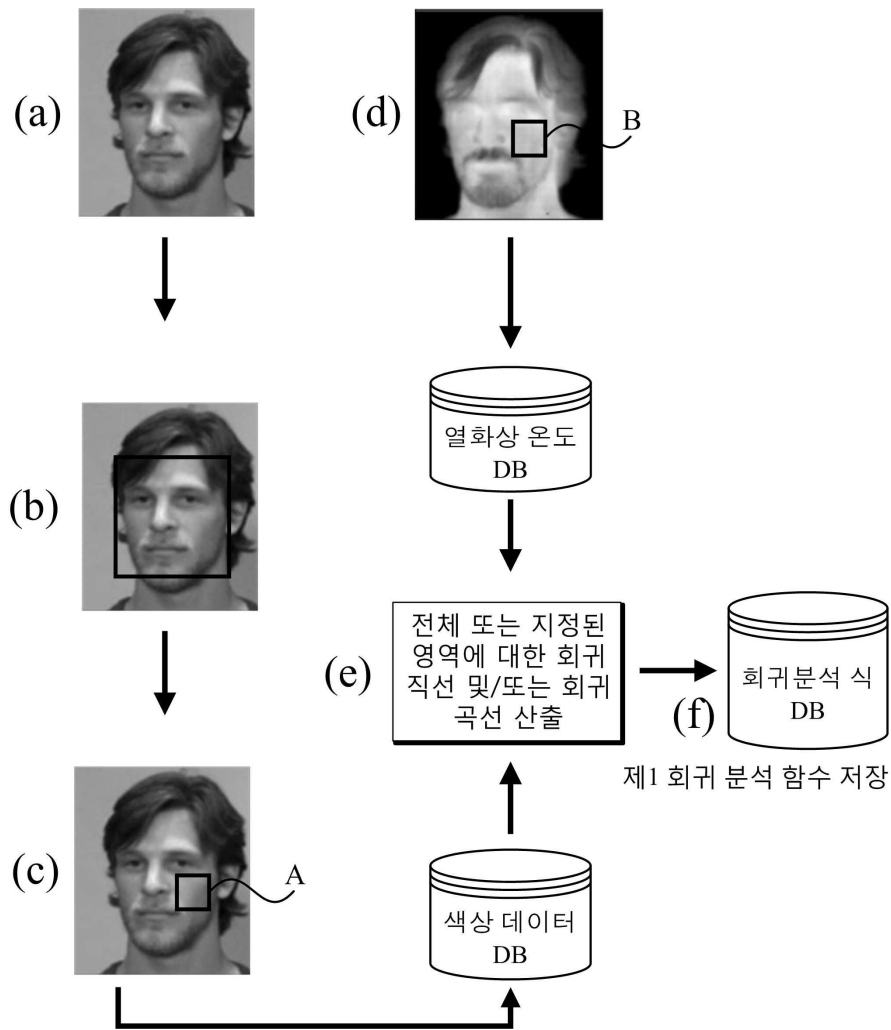 (a)
(d)
B
열화상 온도
DB
(b)
전체 또는 지정된
영역에 대한 회귀
직선 및/또는 회귀
곡선 산출
(e)
회귀분석 식
DB
(f)
제1 회귀 분석 함수 저장
(c)
A
색상 데이터
DB